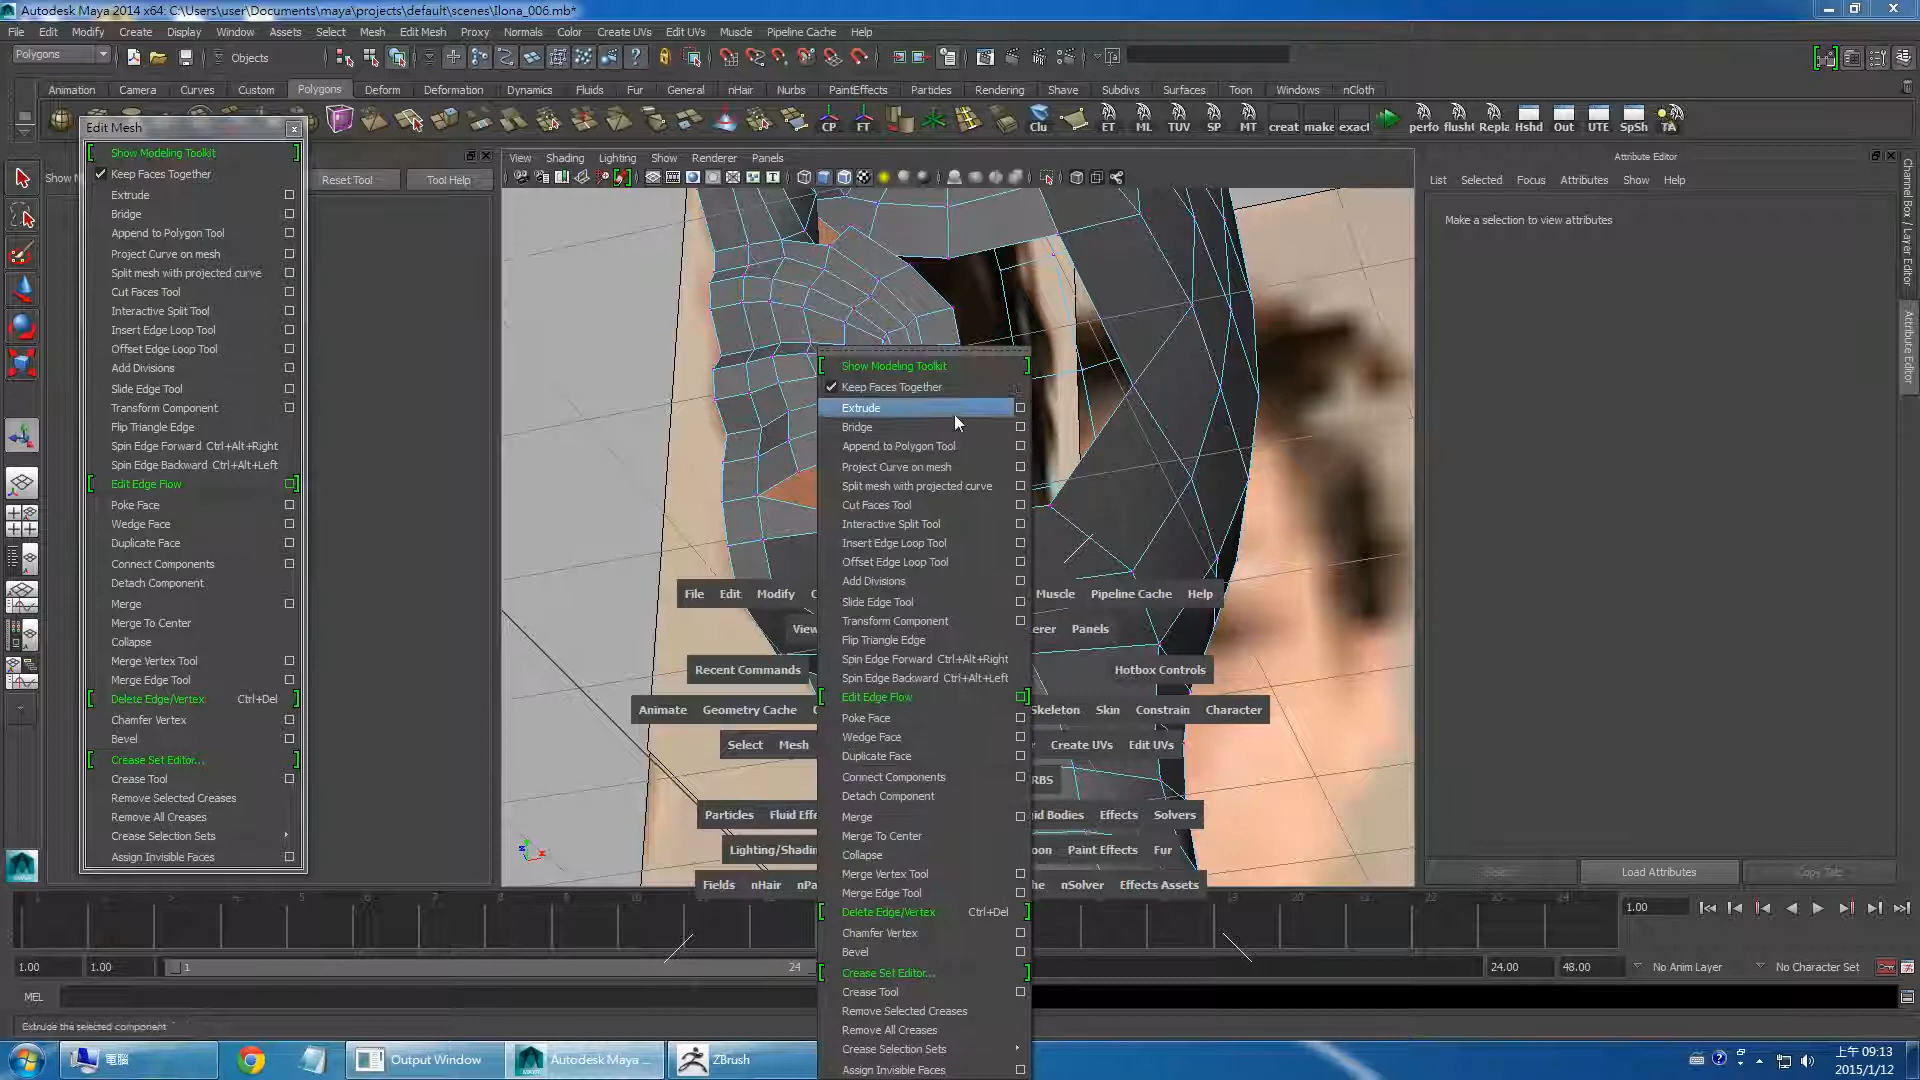 Autodesk Maya 2014 x64: C:\Users\user\Documents\maya\projects\default\scenes\Ilona_006.mb*
File Edit Modify Create Display Window Assets Select Mesh Edit Mesh Proxy Normals Color Create UVs Edit UVs Muscle Pipeline Cache Help
Polygons
Objects
Animation Camera Curves Custom Polygons Deform Deformation Dynamics Fluids Fur General nHair Nurbs PaintEffects Particles Rendering Shave Subdivs Surfaces Toon Windows nCloth
CP FT Clu ET ML TUV SP MT creat make exacl perfo flushl Repla Hshd Out UTE SpSh TA
Edit Mesh
Show Modeling Toolkit
Keep Faces Together
Extrude
Bridge
Append to Polygon Tool
Project Curve on mesh
Split mesh with projected curve
Cut Faces Tool
Interactive Split Tool
Insert Edge Loop Tool
Offset Edge Loop Tool
Add Divisions
Slide Edge Tool
Transform Component
Flip Triangle Edge
Spin Edge Forward Ctrl+Alt+Right
Spin Edge Backward Ctrl+Alt+Left
Edit Edge Flow
Poke Face
Wedge Face
Duplicate Face
Connect Components
Detach Component
Merge
Merge To Center
Collapse
Merge Vertex Tool
Merge Edge Tool
Delete Edge/Vertex Ctrl+Del
Chamfer Vertex
Bevel
Crease Set Editor...
Crease Tool
Remove Selected Creases
Remove All Creases
Crease Selection Sets
Assign Invisible Faces
Show
Reset Tool Tool Help
View Shading Lighting Show Renderer Panels
Show Modeling Toolkit
Keep Faces Together
Extrude
Bridge
Append to Polygon Tool
Project Curve on mesh
Split mesh with projected curve
Cut Faces Tool
Interactive Split Tool
Insert Edge Loop Tool
Offset Edge Loop Tool
Add Divisions
Slide Edge Tool
Transform Component
Flip Triangle Edge
Spin Edge Forward Ctrl+Alt+Right
Spin Edge Backward Ctrl+Alt+Left
Edit Edge Flow
Poke Face
Wedge Face
Duplicate Face
Connect Components
Detach Component
Merge
Merge To Center
Collapse
Merge Vertex Tool
Merge Edge Tool
Delete Edge/Vertex Ctrl+Del
Chamfer Vertex
Bevel
Crease Set Editor...
Crease Tool
Remove Selected Creases
Remove All Creases
Crease Selection Sets
Assign Invisible Faces
File Edit Modify C Muscle Pipeline Cache Help
View erer Panels
Recent Commands Hotbox Controls
Animate Geometry Cache Skeleton Skin Constrain Character
Select Mesh Create UVs Edit UVs
RBS
Particles Fluid Effe id Bodies Effects Solvers
Lighting/Shadin oon Paint Effects Fur
Fields nHair nPa he nSolver Effects Assets
Attribute Editor
List Selected Focus Attributes Show Help
Make a selection to view attributes
Load Attributes Copy Tab
Channel Box / Layer Editor
Attribute Editor
1.00
1.00 1.00 1 24 24.00 48.00 No Anim Layer No Character Set
MEL
Extrude the selected component
電腦 Output Window Autodesk Maya ... ZBrush
上午 09:13
2015/1/12